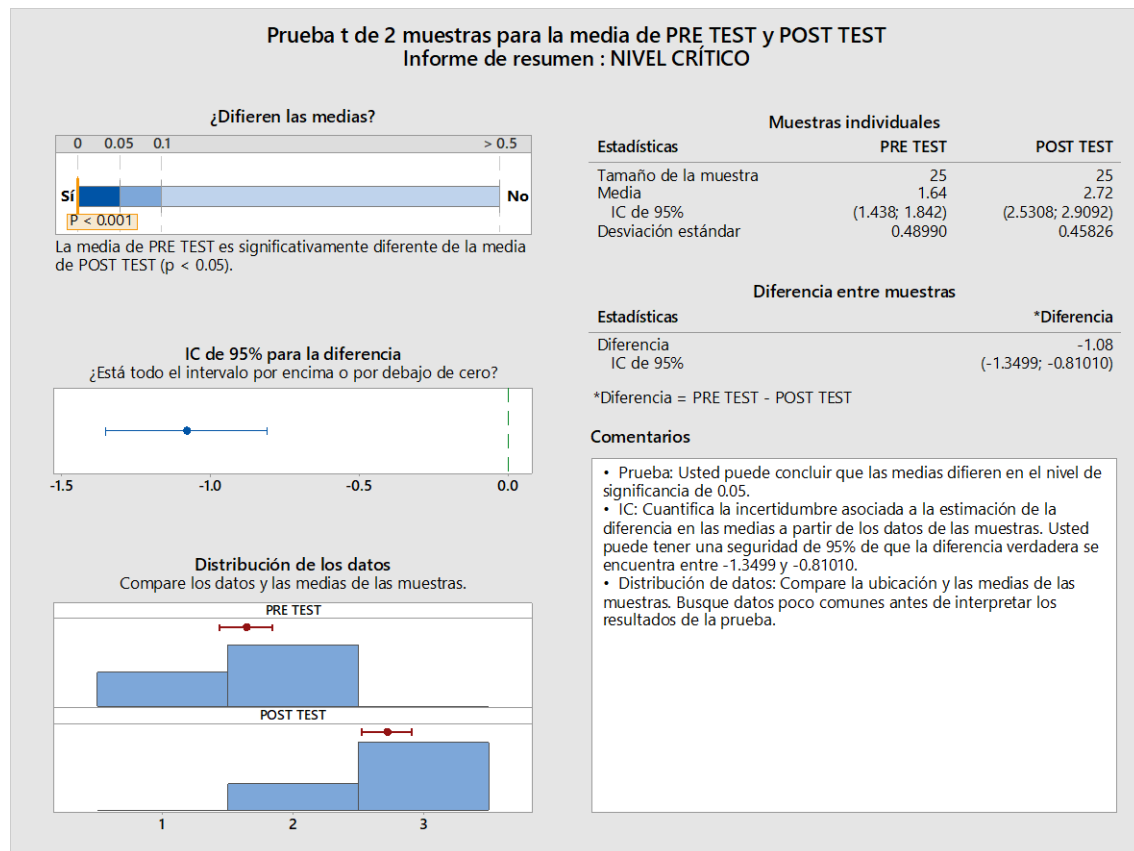 Prueba t de 2 muestras para la media de PRE TEST y POST TEST
Informe de resumen : NIVEL CRÍTICO
¿Difieren las medias?
0 0.05 0.1 > 0.5
Sí No
P < 0.001
La media de PRE TEST es significativamente diferente de la media
de POST TEST (p < 0.05).
IC de 95% para la diferencia
¿Está todo el intervalo por encima o por debajo de cero?
-1.5 -1.0 -0.5 0.0
Distribución de los datos
Compare los datos y las medias de las muestras.
PRE TEST
POST TEST
1 2 3
Muestras individuales
Estadísticas PRE TEST POST TEST
Tamaño de la muestra 25 25
Media 1.64 2.72
IC de 95% (1.438; 1.842) (2.5308; 2.9092)
Desviación estándar 0.48990 0.45826
Diferencia entre muestras
Estadísticas *Diferencia
Diferencia -1.08
IC de 95% (-1.3499; -0.81010)
*Diferencia = PRE TEST - POST TEST
Comentarios
• Prueba: Usted puede concluir que las medias difieren en el nivel de
significancia de 0.05.
• IC: Cuantifica la incertidumbre asociada a la estimación de la
diferencia en las medias a partir de los datos de las muestras. Usted
puede tener una seguridad de 95% de que la diferencia verdadera se
encuentra entre -1.3499 y -0.81010.
• Distribución de datos: Compare la ubicación y las medias de las
muestras. Busque datos poco comunes antes de interpretar los
resultados de la prueba.